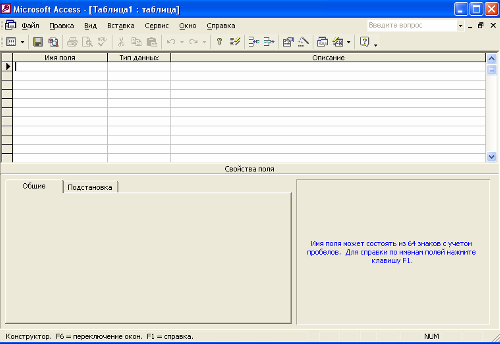 Microsoft Access - [Таблица1 : таблица]
Файл Правка Вид Вставка Сервис Окно Справка Введите вопрос
Имя поля Тип данных Описание
Свойства поля
Общие Подстановка
Имя поля может состоять из 64 знаков с учетом
пробелов. Для справки по именам полей нажмите
клавишу F1.
Конструктор. F6 = переключение окон. F1 = справка. NUM